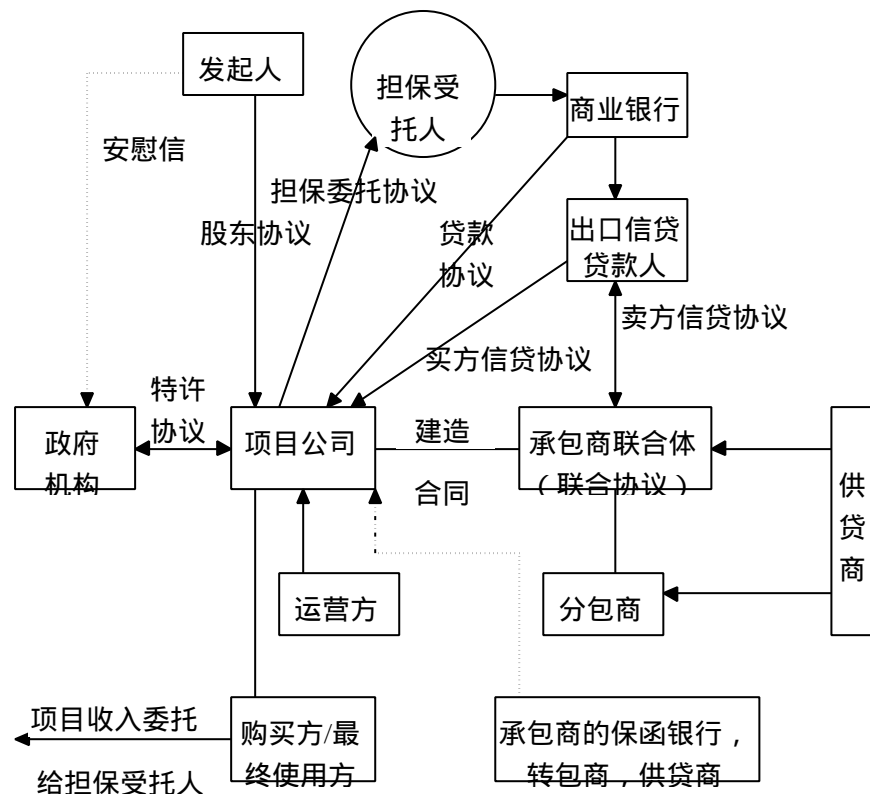 发起人
担保受
托人
商业银行
安慰信
担保委托协议
股东协议
贷款
协议
出口信贷
贷款人
卖方信贷协议
买方信贷协议
特许
协议
政府
机构
项目公司
建造
合同
承包商联合体
（联合协议）
供
贷
商
运营方
分包商
项目收入委托
给担保受托人
购买方/最
终使用方
承包商的保函银行，
转包商，供贷商